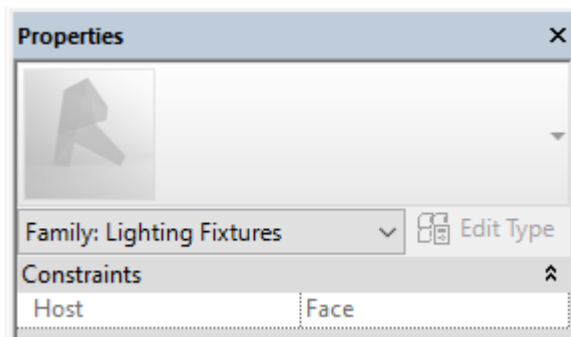 Properties
Family: Lighting Fixtures Edit Type
Constraints
Host Face